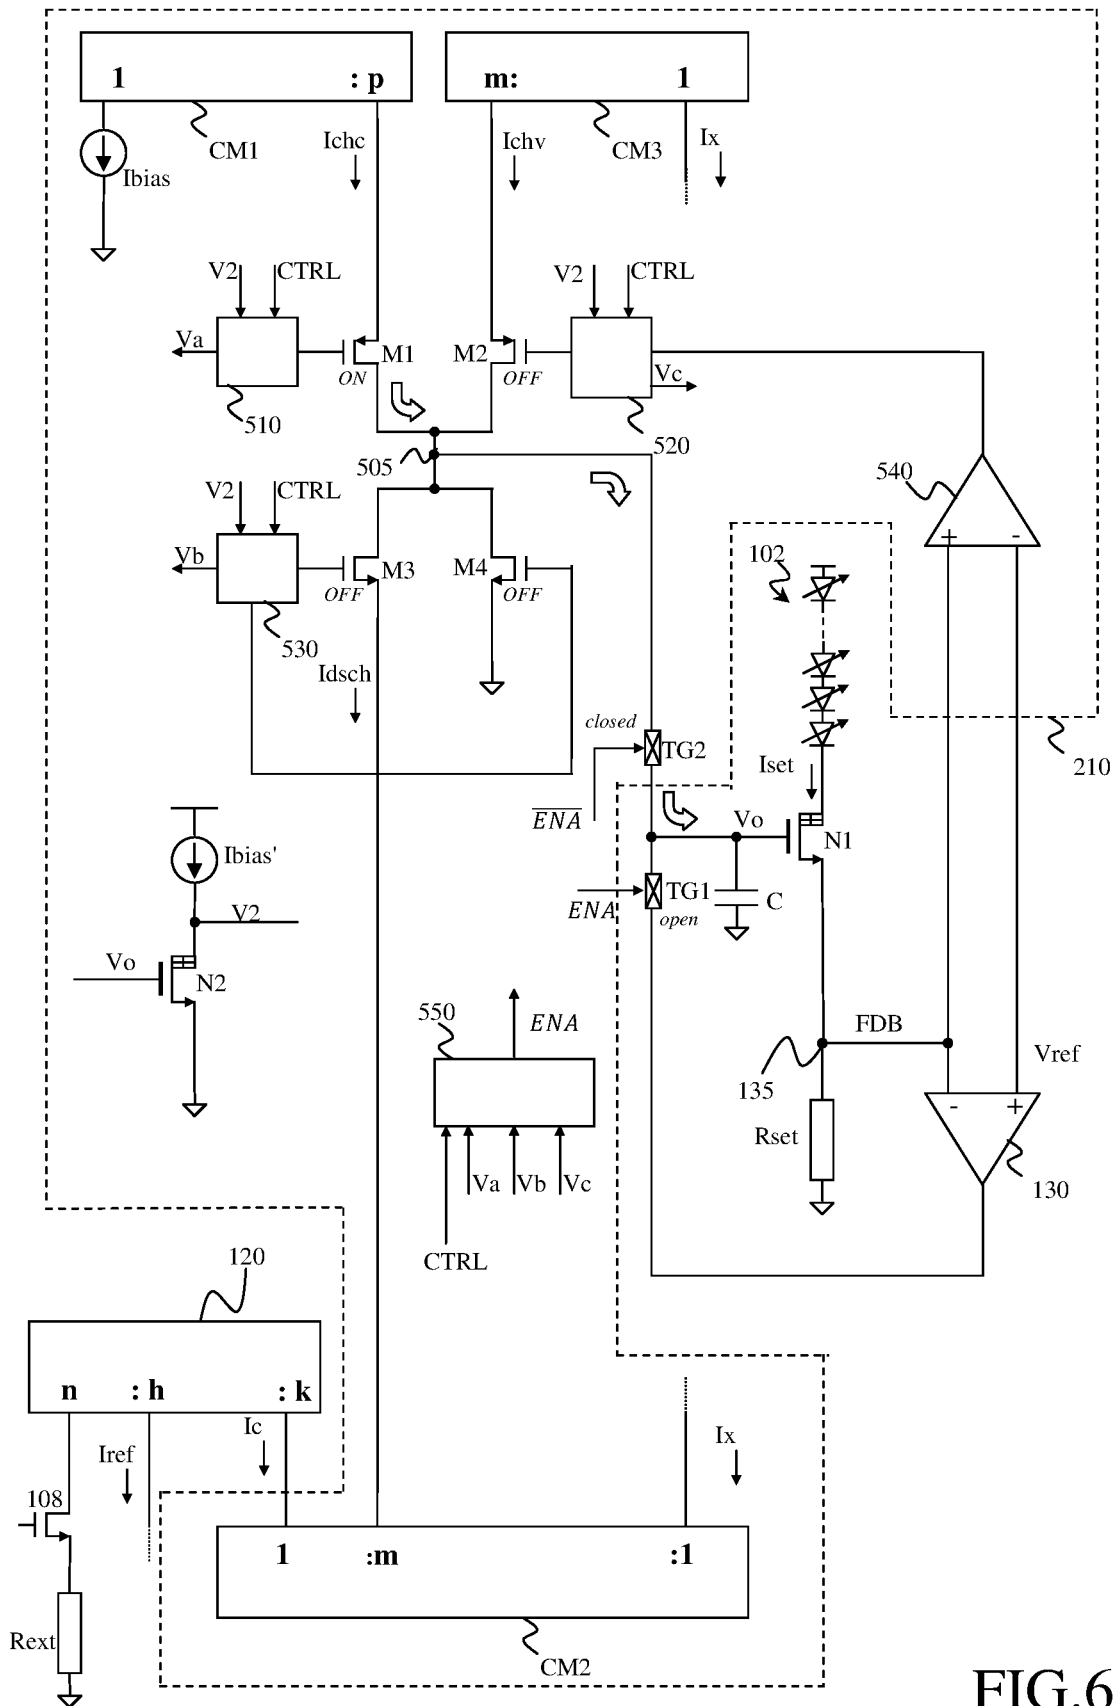 1 : p
m: 1
CM1
CM3
Ichc
Ichv
Ix
Ibias
V2
CTRL
V2
CTRL
Va
M1
M2
ON
OFF
Vc
510
520
505
540
V2
CTRL
+ -
Vb
M3
M4
102
OFF
OFF
530
Idsch
closed
TG2
Iset
210
ENA
Vo
N1
Ibias'
TG1
C
ENA
open
V2
Vo
N2
550
ENA
FDB
Vref
135
- +
Rset
Va
Vb
Vc
130
CTRL
120
n : h : k
Ic
Iref
Ix
108
1 :m :1
Rext
CM2
FIG.6